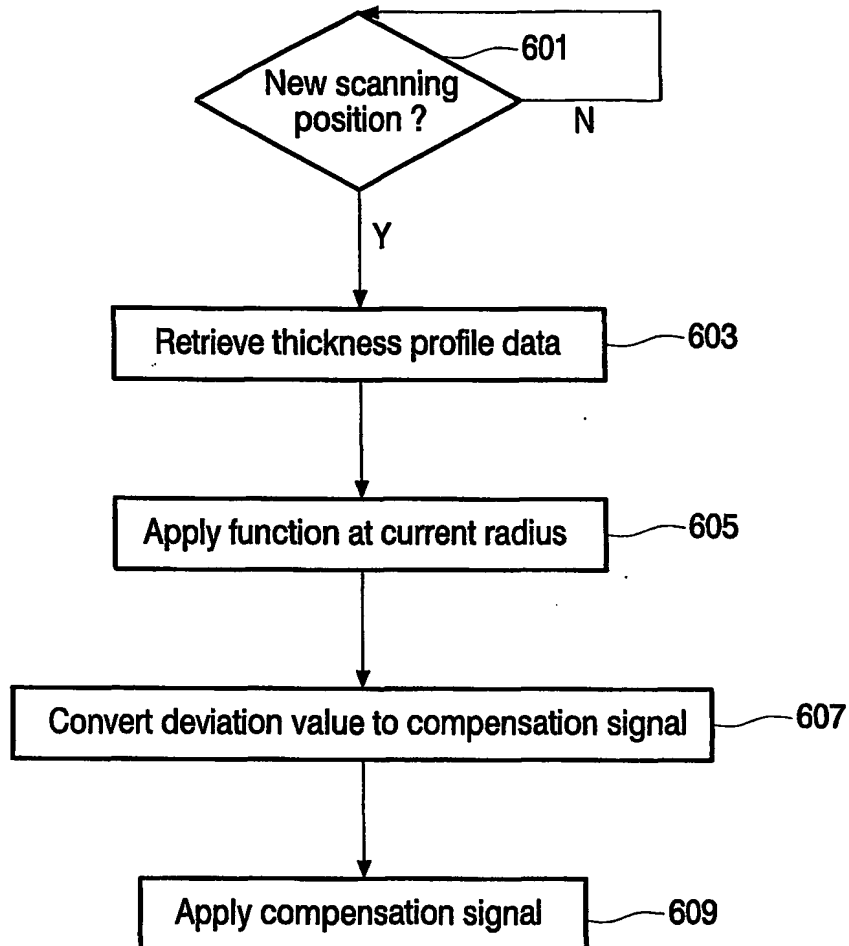 601
New scanning
position ?
N
Y
Retrieve thickness profile data
603
Apply function at current radius
605
Convert deviation value to compensation signal
607
Apply compensation signal
609